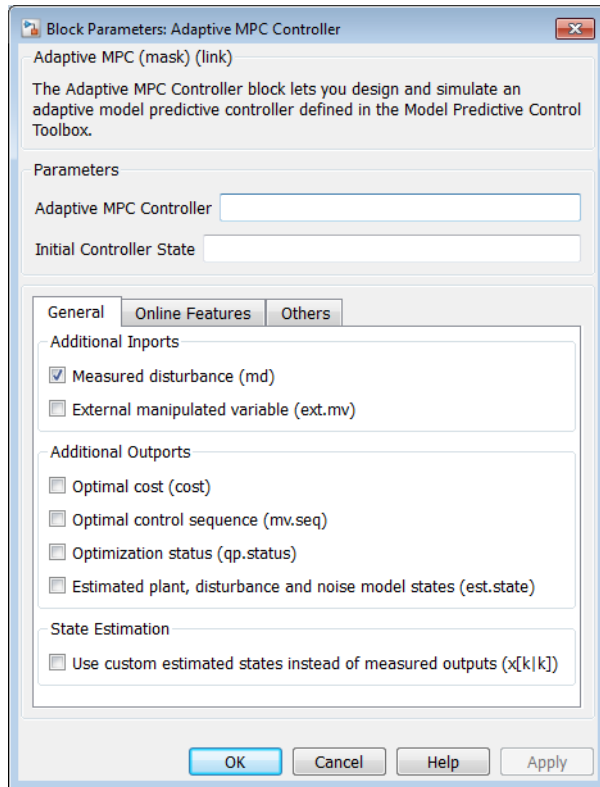 Block Parameters: Adaptive MPC Controller
Adaptive MPC (mask) (link)
The Adaptive MPC Controller block lets you design and simulate an
adaptive model predictive controller defined in the Model Predictive Control
Toolbox.
Parameters
Adaptive MPC Controller
Initial Controller State
General Online Features Others
Additional Inports
Measured disturbance (md)
External manipulated variable (ext.mv)
Additional Outports
Optimal cost (cost)
Optimal control sequence (mv.seq)
Optimization status (qp.status)
Estimated plant, disturbance and noise model states (est.state)
State Estimation
Use custom estimated states instead of measured outputs (x[k|k])
OK Cancel Help Apply